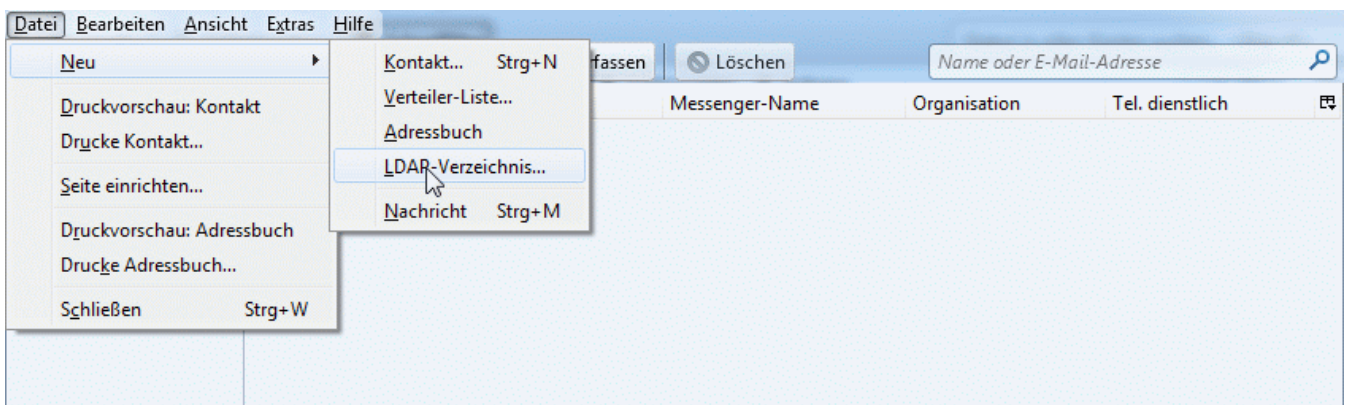 Datei Bearbeiten Ansicht Extras Hilfe
Neu
Kontakt... Strg+N
fassen
Löschen
Name oder E-Mail-Adresse
Verteiler-Liste...
Messenger-Name Organisation Tel. dienstlich
Druckvorschau: Kontakt
Adressbuch
Drucke Kontakt...
LDAP-Verzeichnis...
Seite einrichten...
Nachricht Strg+M
Druckvorschau: Adressbuch
Drucke Adressbuch...
Schließen Strg+W